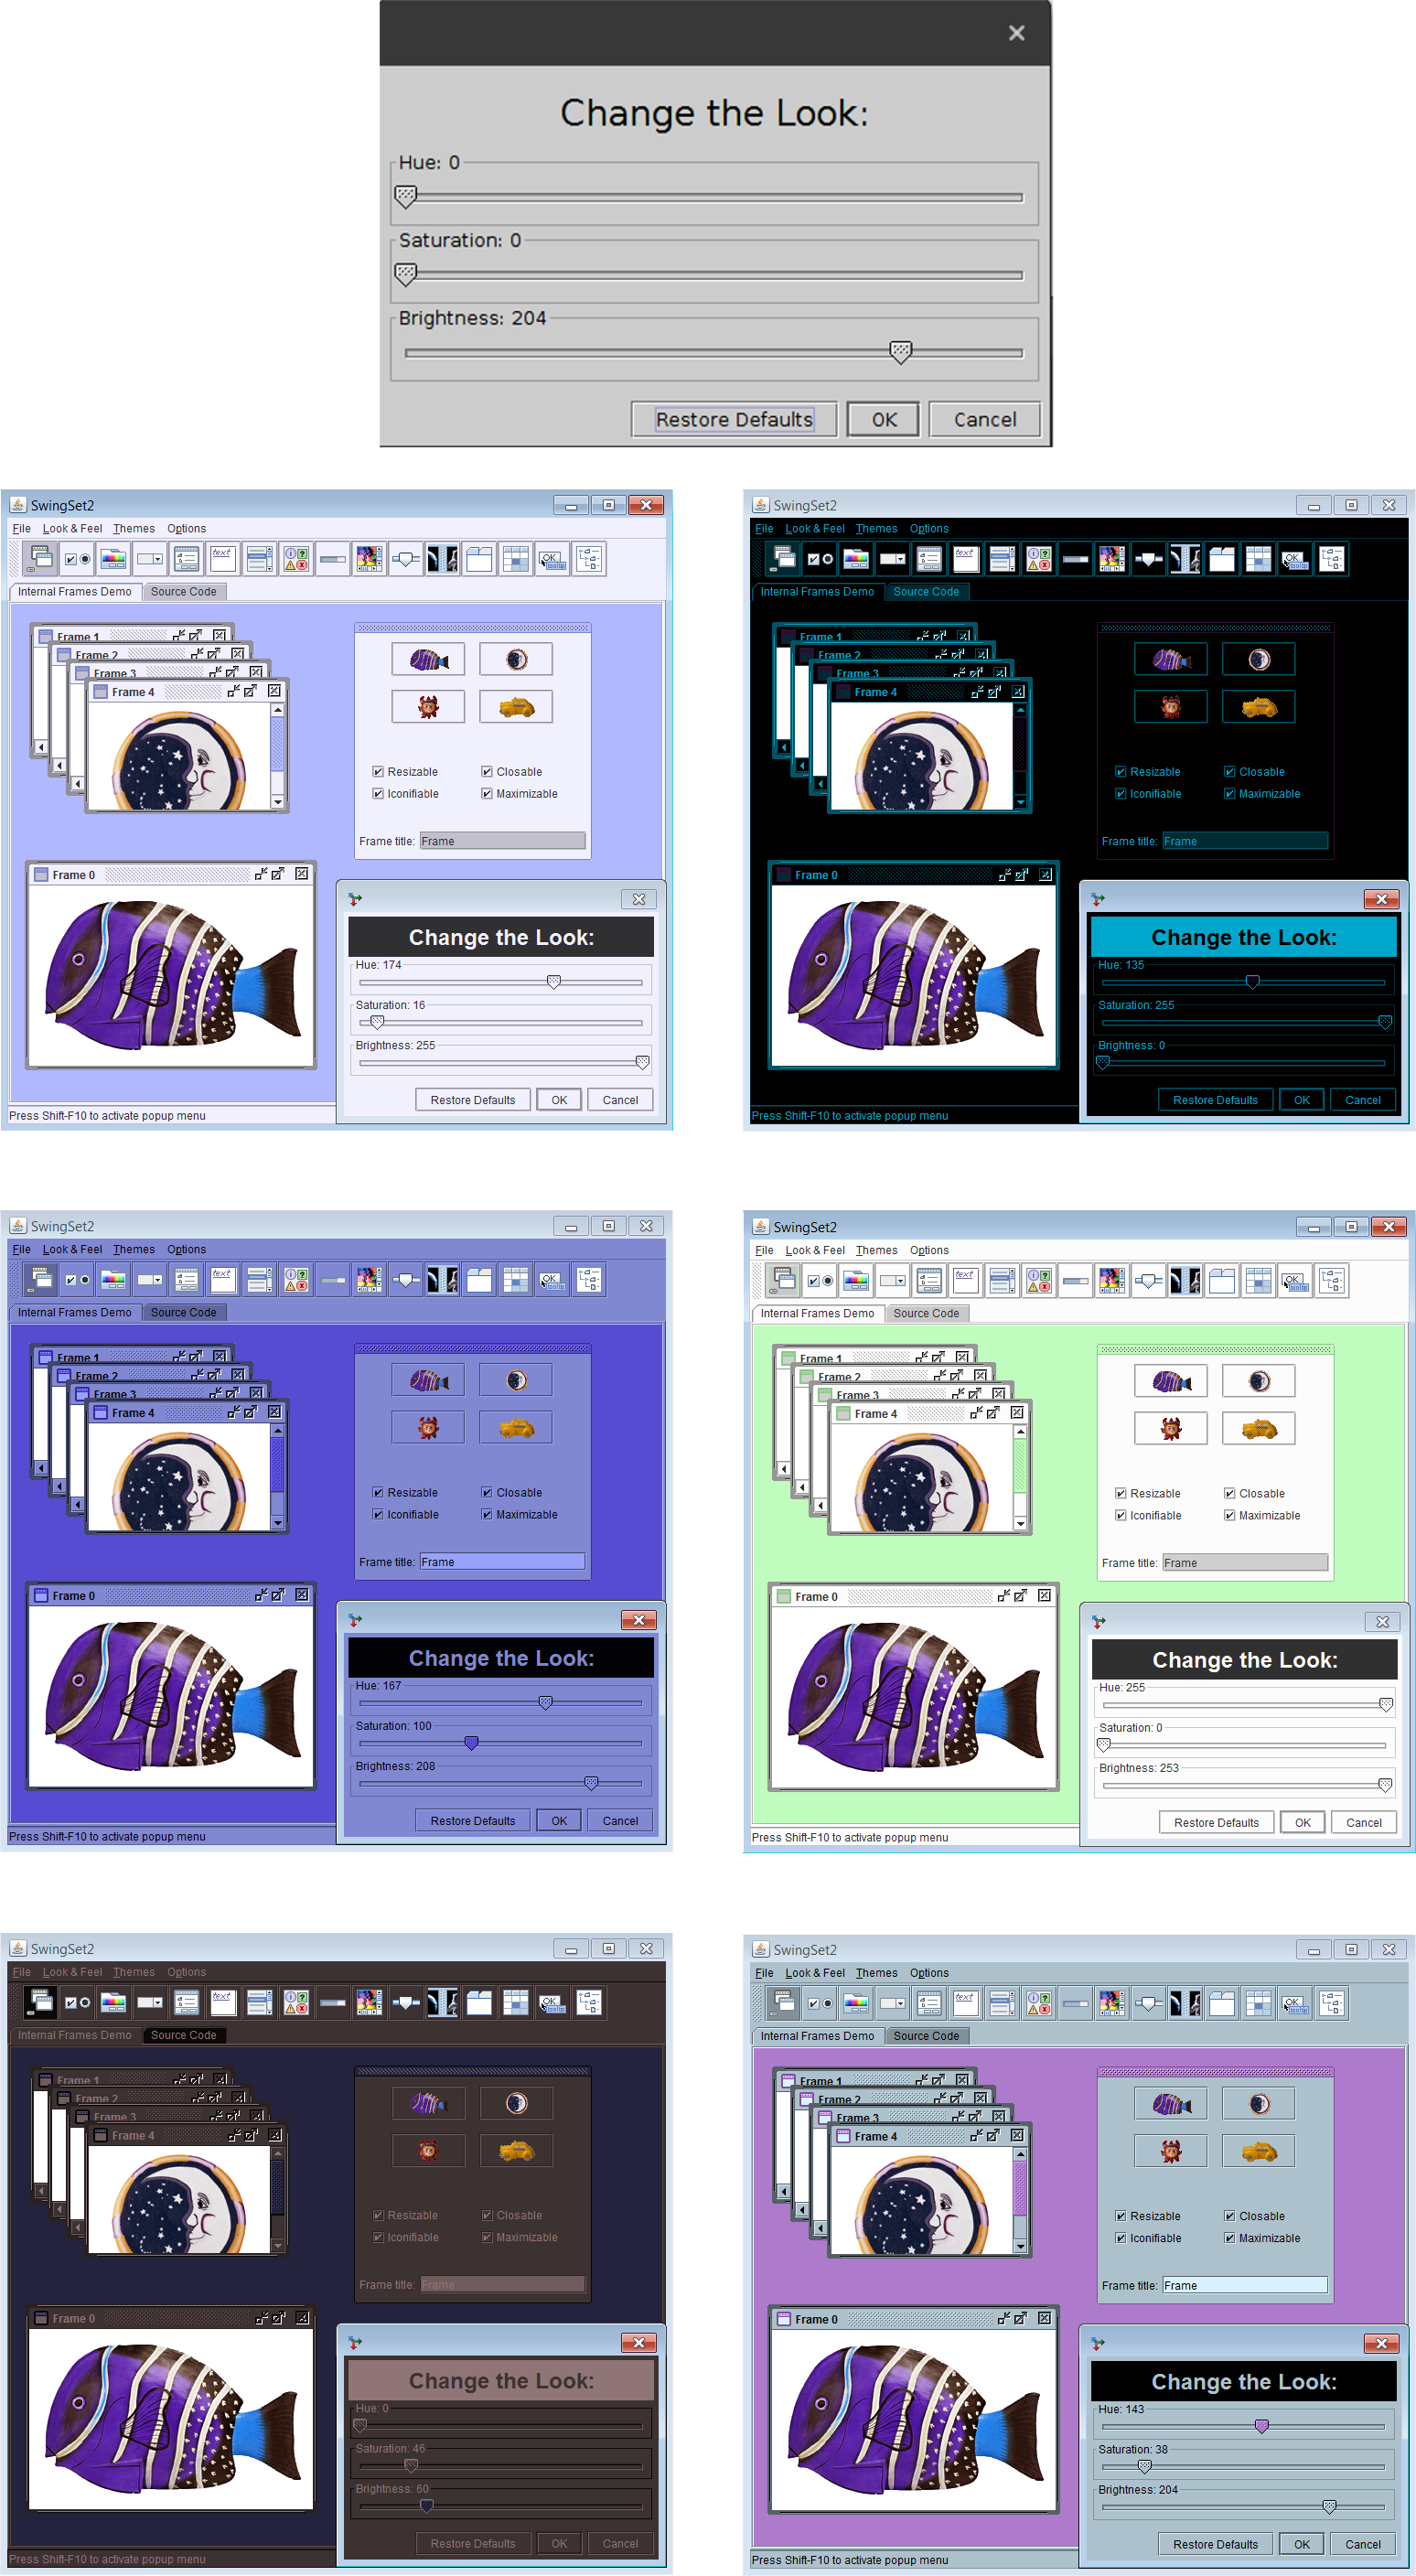 Change the Look:
Hue: 0
Saturation: 0
Brightness: 204
Restore Defaults OK Cancel
SwingSet2
File Look & Feel Themes Options
text
OK
Internal Frames Demo Source Code
Frame 1
Frame 2
Frame 3
Frame 4
Resizable Closable
Iconifiable Maximizable
Frame title: Frame
Frame 0
Change the Look:
Hue: 174
Saturation: 16
Brightness: 255
Restore Defaults OK Cancel
Press Shift-F10 to activate popup menu
SwingSet2
File Look & Feel Themes Options
text
OK
Internal Frames Demo Source Code
Frame 1
Frame 2
Frame 3
Frame 4
Resizable Closable
Iconifiable Maximizable
Frame title: Frame
Frame 0
Change the Look:
Hue: 135
Saturation: 255
Brightness: 0
Restore Defaults OK Cancel
Press Shift-F10 to activate popup menu
SwingSet2
File Look & Feel Themes Options
text
OK
Internal Frames Demo Source Code
Frame 1
Frame 2
Frame 3
Frame 4
Resizable Closable
Iconifiable Maximizable
Frame title: Frame
Frame 0
Change the Look:
Hue: 167
Saturation: 100
Brightness: 208
Restore Defaults OK Cancel
Press Shift-F10 to activate popup menu
SwingSet2
File Look & Feel Themes Options
text
OK
Internal Frames Demo Source Code
Frame 1
Frame 2
Frame 3
Frame 4
Resizable Closable
Iconifiable Maximizable
Frame title: Frame
Frame 0
Change the Look:
Hue: 255
Saturation: 0
Brightness: 253
Restore Defaults OK Cancel
Press Shift-F10 to activate popup menu
SwingSet2
File Look & Feel Themes Options
text
OK
Internal Frames Demo Source Code
Frame 1
Frame 2
Frame 3
Frame 4
Resizable Closable
Iconifiable Maximizable
Frame title: Frame
Frame 0
Change the Look:
Hue: 0
Saturation: 46
Brightness: 60
Restore Defaults OK Cancel
Press Shift-F10 to activate popup menu
SwingSet2
File Look & Feel Themes Options
text
OK
Internal Frames Demo Source Code
Frame 1
Frame 2
Frame 3
Frame 4
Resizable Closable
Iconifiable Maximizable
Frame title: Frame
Frame 0
Change the Look:
Hue: 143
Saturation: 38
Brightness: 204
Restore Defaults OK Cancel
Press Shift-F10 to activate popup menu